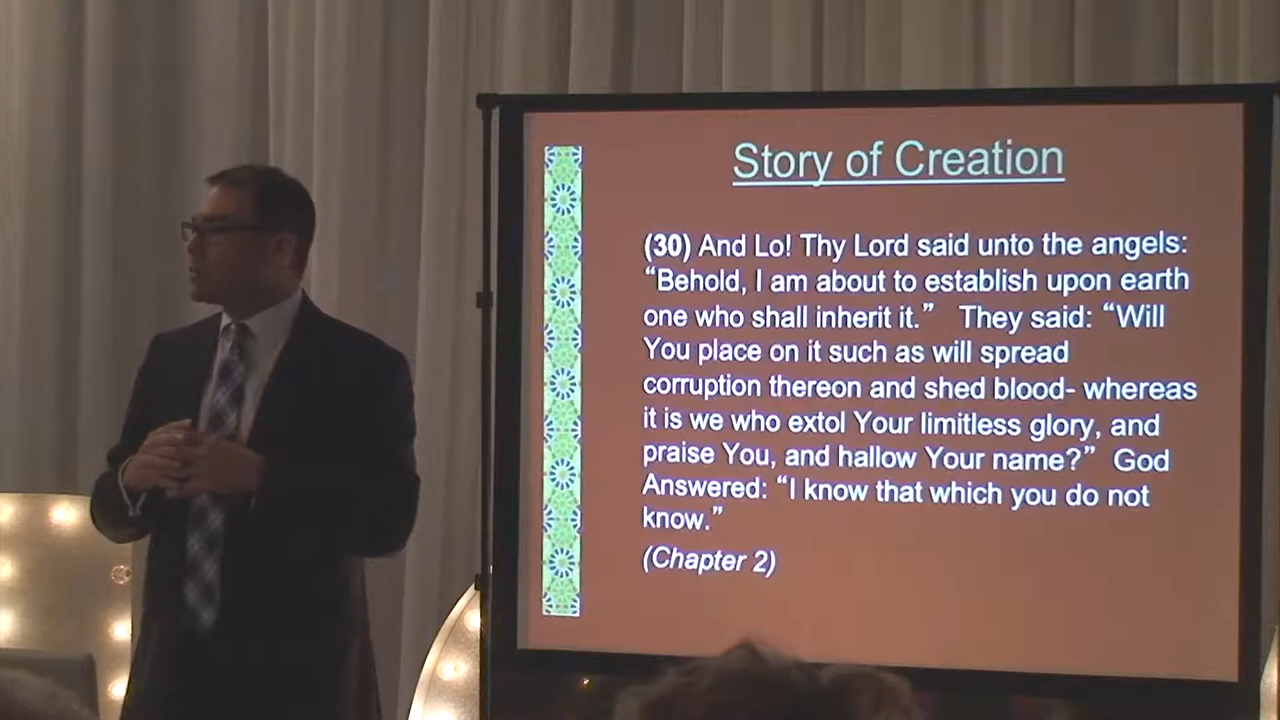 Story of Creation
(30) And Lo! Thy Lord said unto the angels:
“Behold, I am about to establish upon earth
one who shall inherit it.” They said: “Will
You place on it such as will spread
corruption thereon and shed blood- whereas
it is we who extol Your limitless glory, and
praise You, and hallow Your name?” God
Answered: “I know that which you do not
know.”
(Chapter 2)